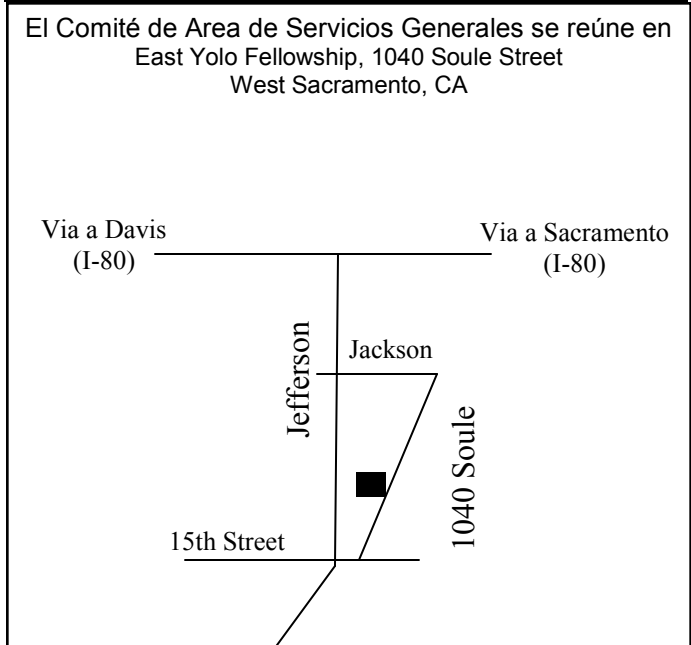 El Comité de Area de Servicios Generales se reúne en
East Yolo Fellowship, 1040 Soule Street
West Sacramento, CA
Via a Davis
(I-80)
Via a Sacramento
(I-80)
Jefferson
Jackson
1040 Soule
15th Street